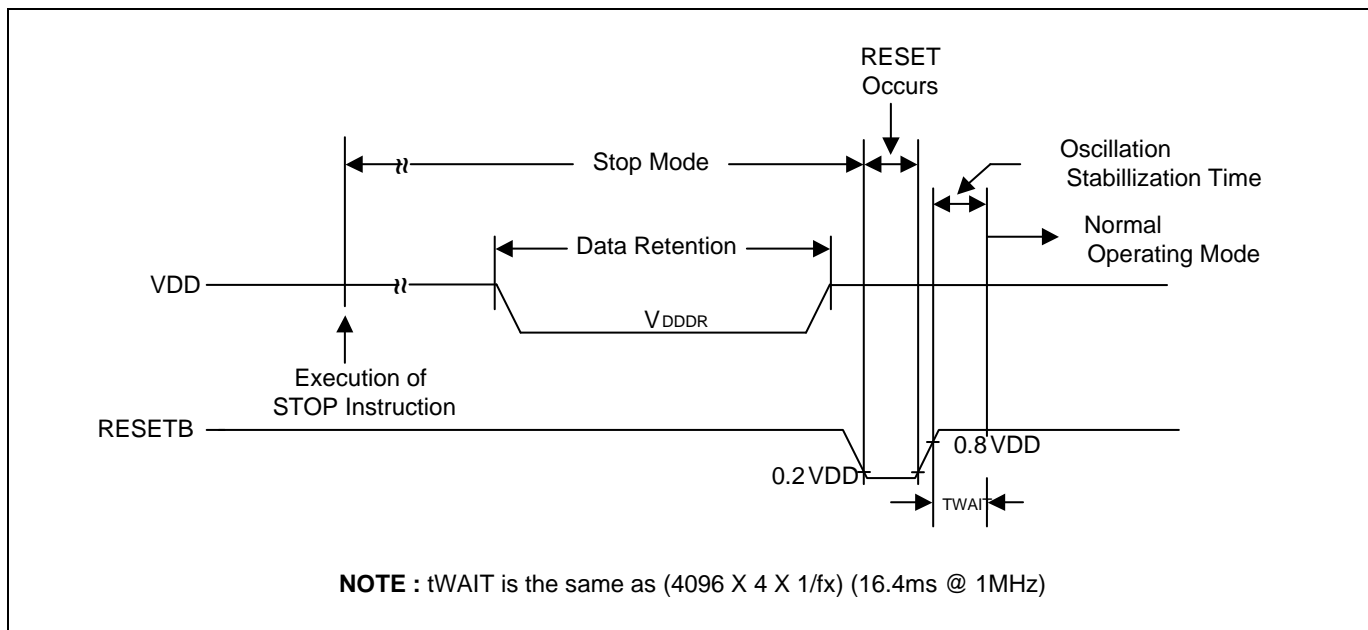 RESET
Occurs
Stop Mode
Oscillation
Stabillization Time
Normal
Operating Mode
Data Retention
VDD
VDDDR
Execution of
STOP Instruction
RESETB
0.2 VDD
0.8 VDD
TWAIT
NOTE : tWAIT is the same as (4096 X 4 X 1/fx) (16.4ms @ 1MHz)